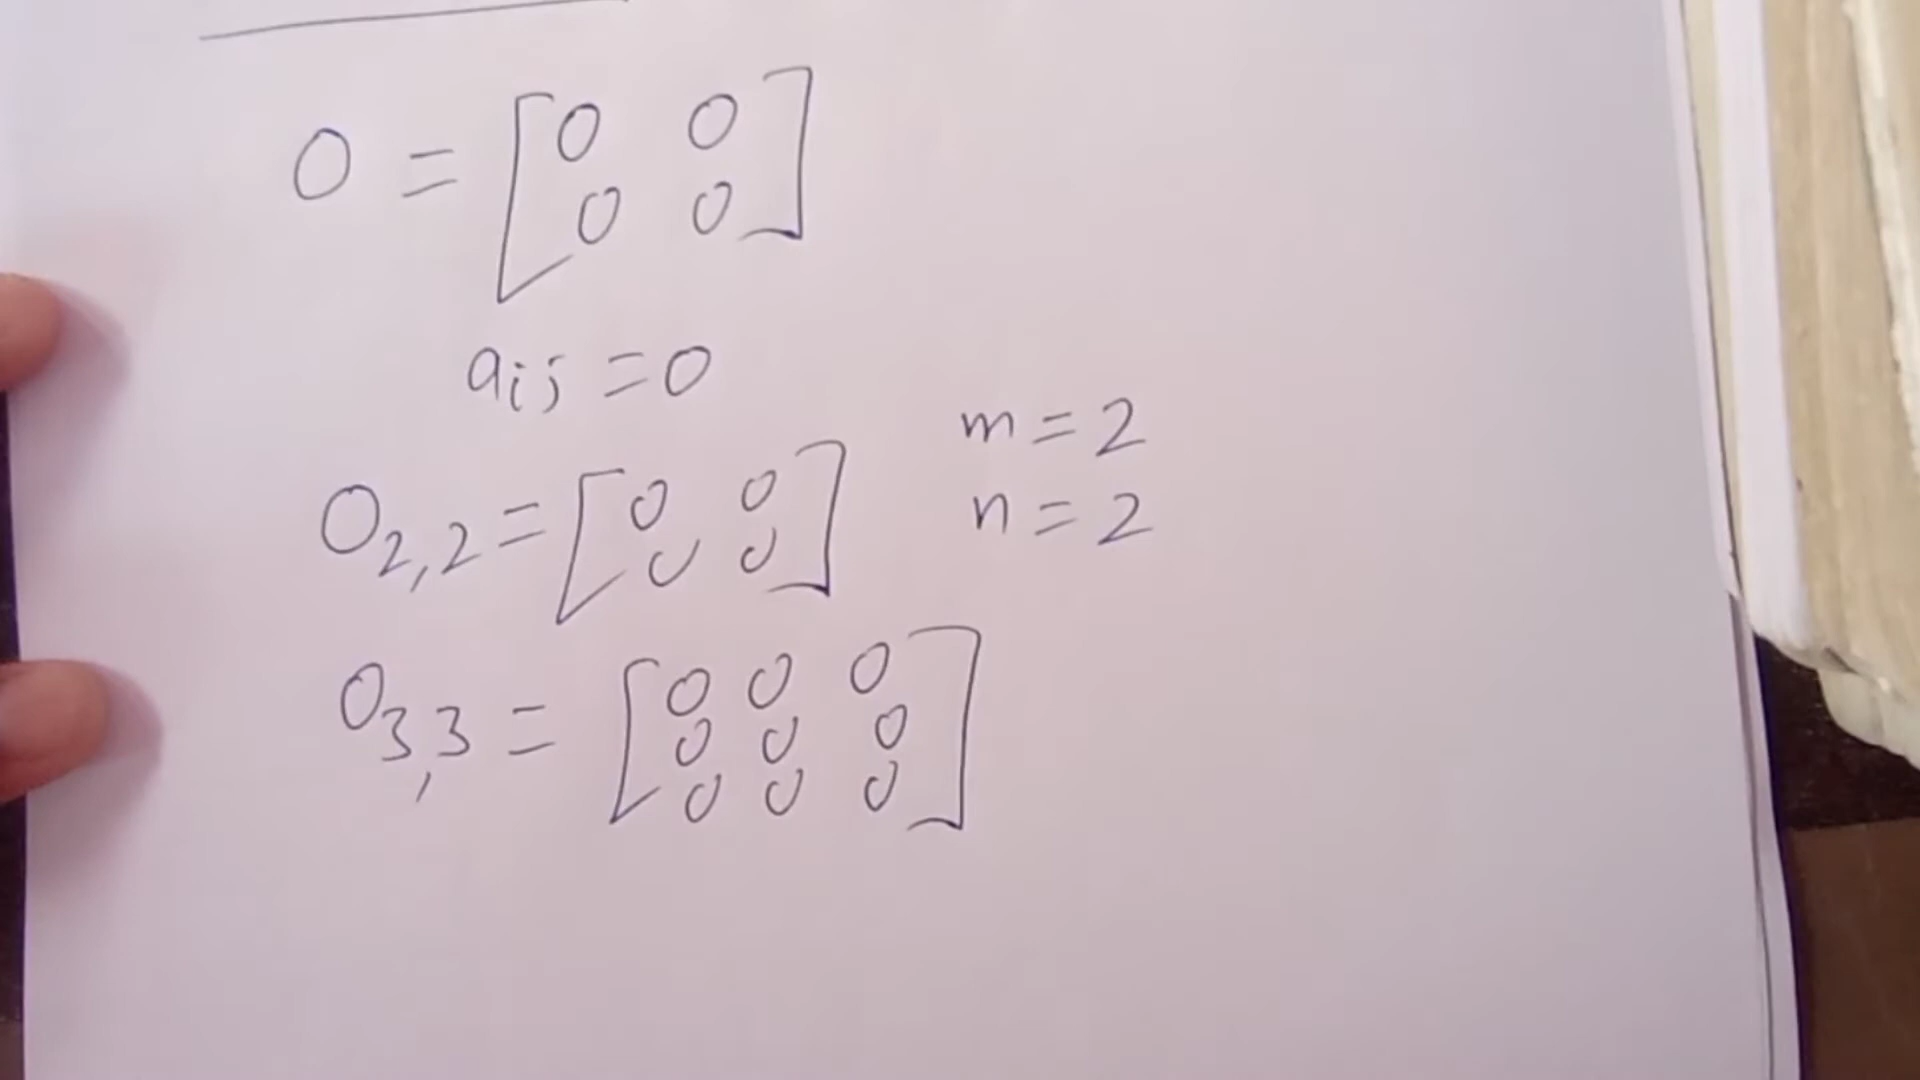 0 = [0 0
0 0]
aij = 0
m = 2
O2,2 = [0 0
0 0]
n = 2
O3,3 = [0 0 0
0 0 0
0 0 0]